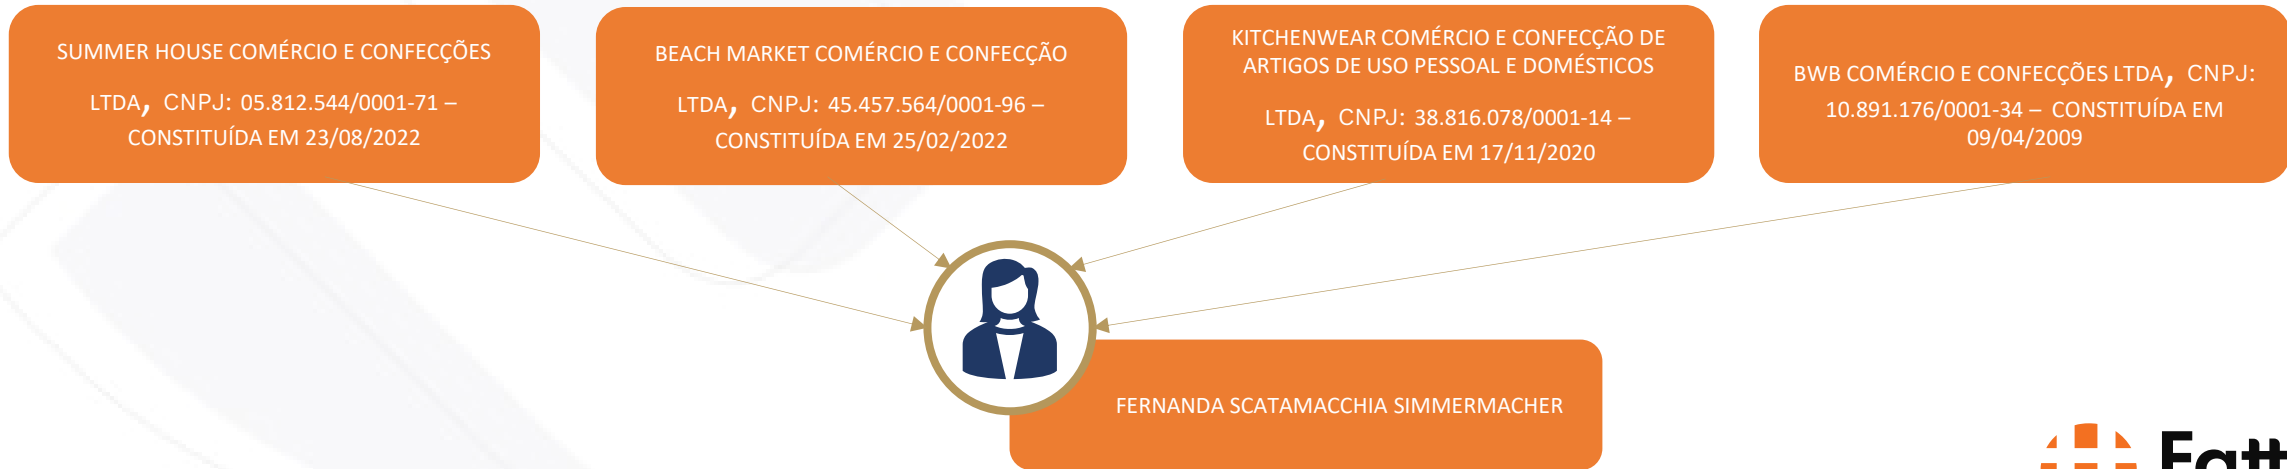 SUMMER HOUSE COMÉRCIO E CONFECÇÕES
LTDA, CNPJ: 05.812.544/0001-71 –
CONSTITUÍDA EM 23/08/2022
BEACH MARKET COMÉRCIO E CONFECÇÃO
LTDA, CNPJ: 45.457.564/0001-96 –
CONSTITUÍDA EM 25/02/2022
KITCHENWEAR COMÉRCIO E CONFECÇÃO DE
ARTIGOS DE USO PESSOAL E DOMÉSTICOS
LTDA, CNPJ: 38.816.078/0001-14 –
CONSTITUÍDA EM 17/11/2020
BWB COMÉRCIO E CONFECÇÕES LTDA, CNPJ:
10.891.176/0001-34 – CONSTITUÍDA EM
09/04/2009
FERNANDA SCATAMACCHIA SIMMERMACHER